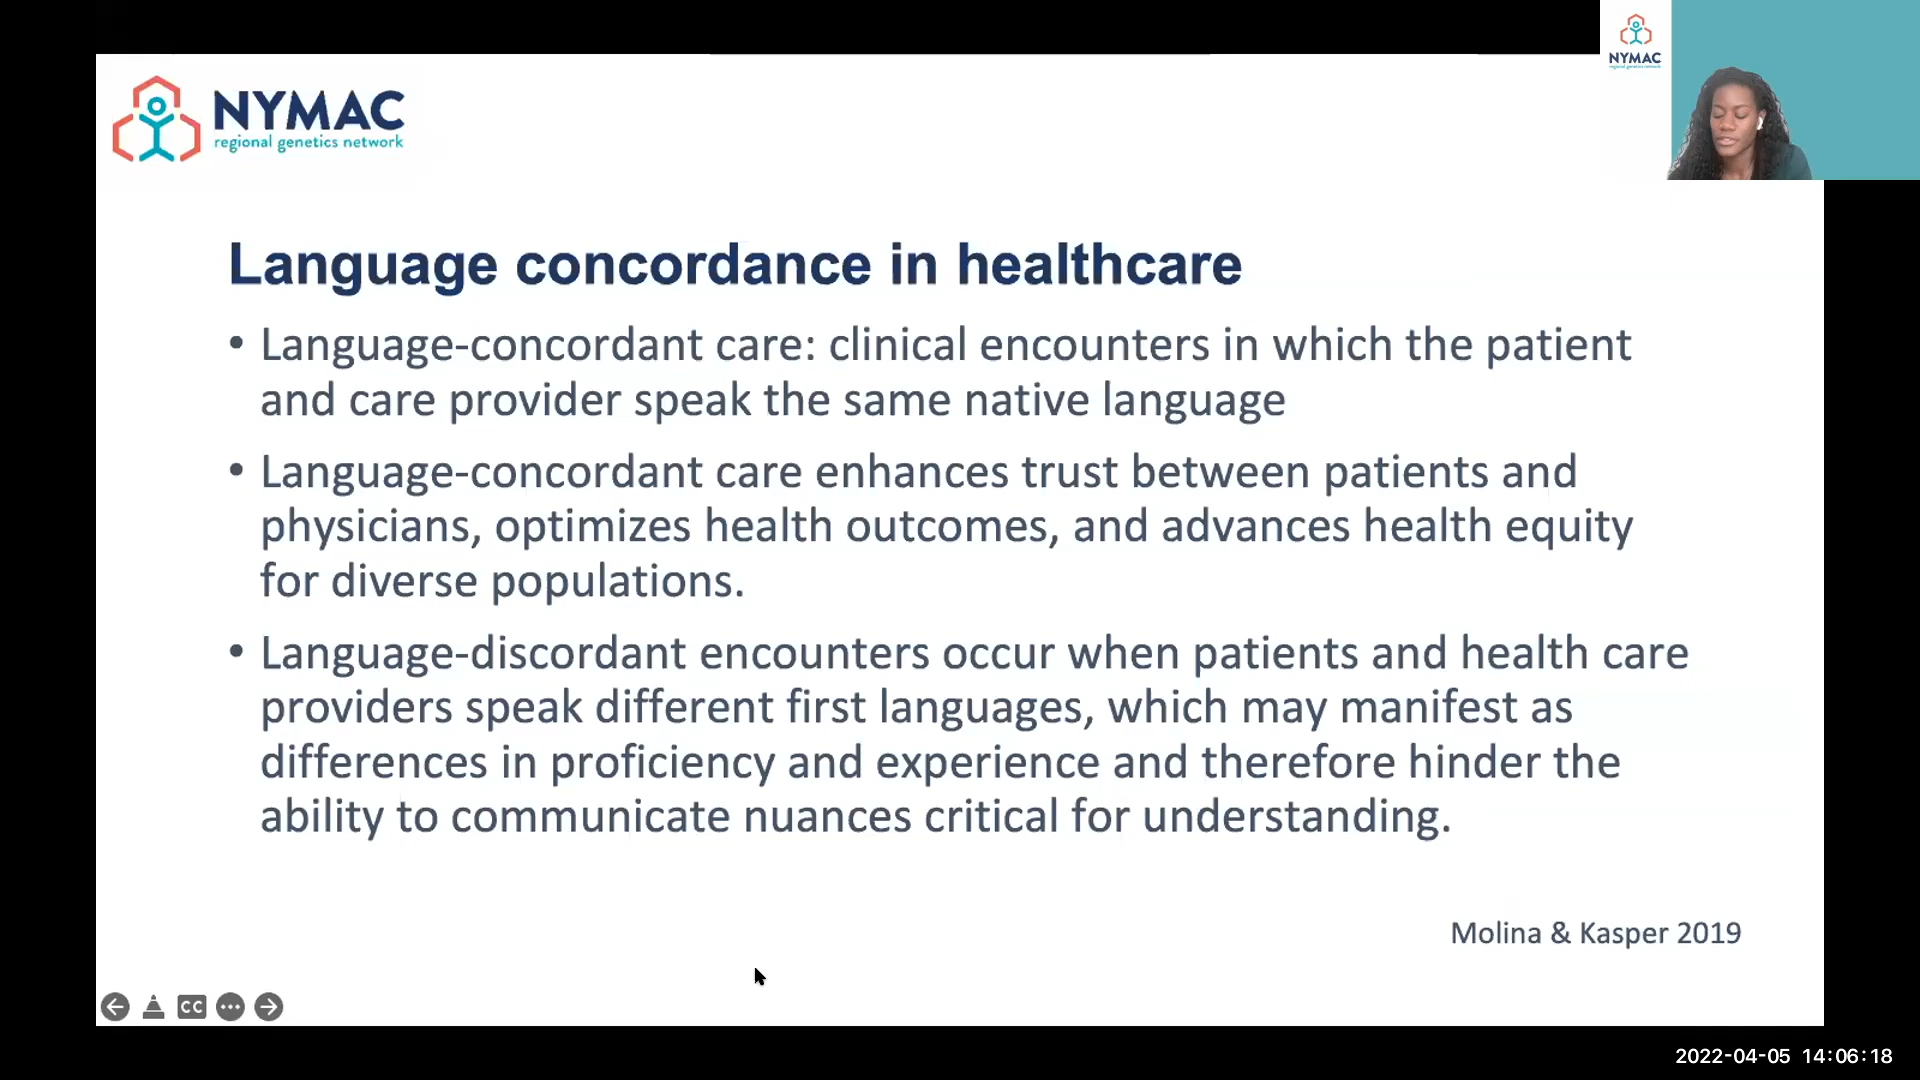 NYMAC
regional genetics network
NYMAC
regional genetics network
Language concordance in healthcare
• Language-concordant care: clinical encounters in which the patient
and care provider speak the same native language
• Language-concordant care enhances trust between patients and
physicians, optimizes health outcomes, and advances health equity
for diverse populations.
• Language-discordant encounters occur when patients and health care
providers speak different first languages, which may manifest as
differences in proficiency and experience and therefore hinder the
ability to communicate nuances critical for understanding.
Molina & Kasper 2019
CC
2022-04-05 14:06:18